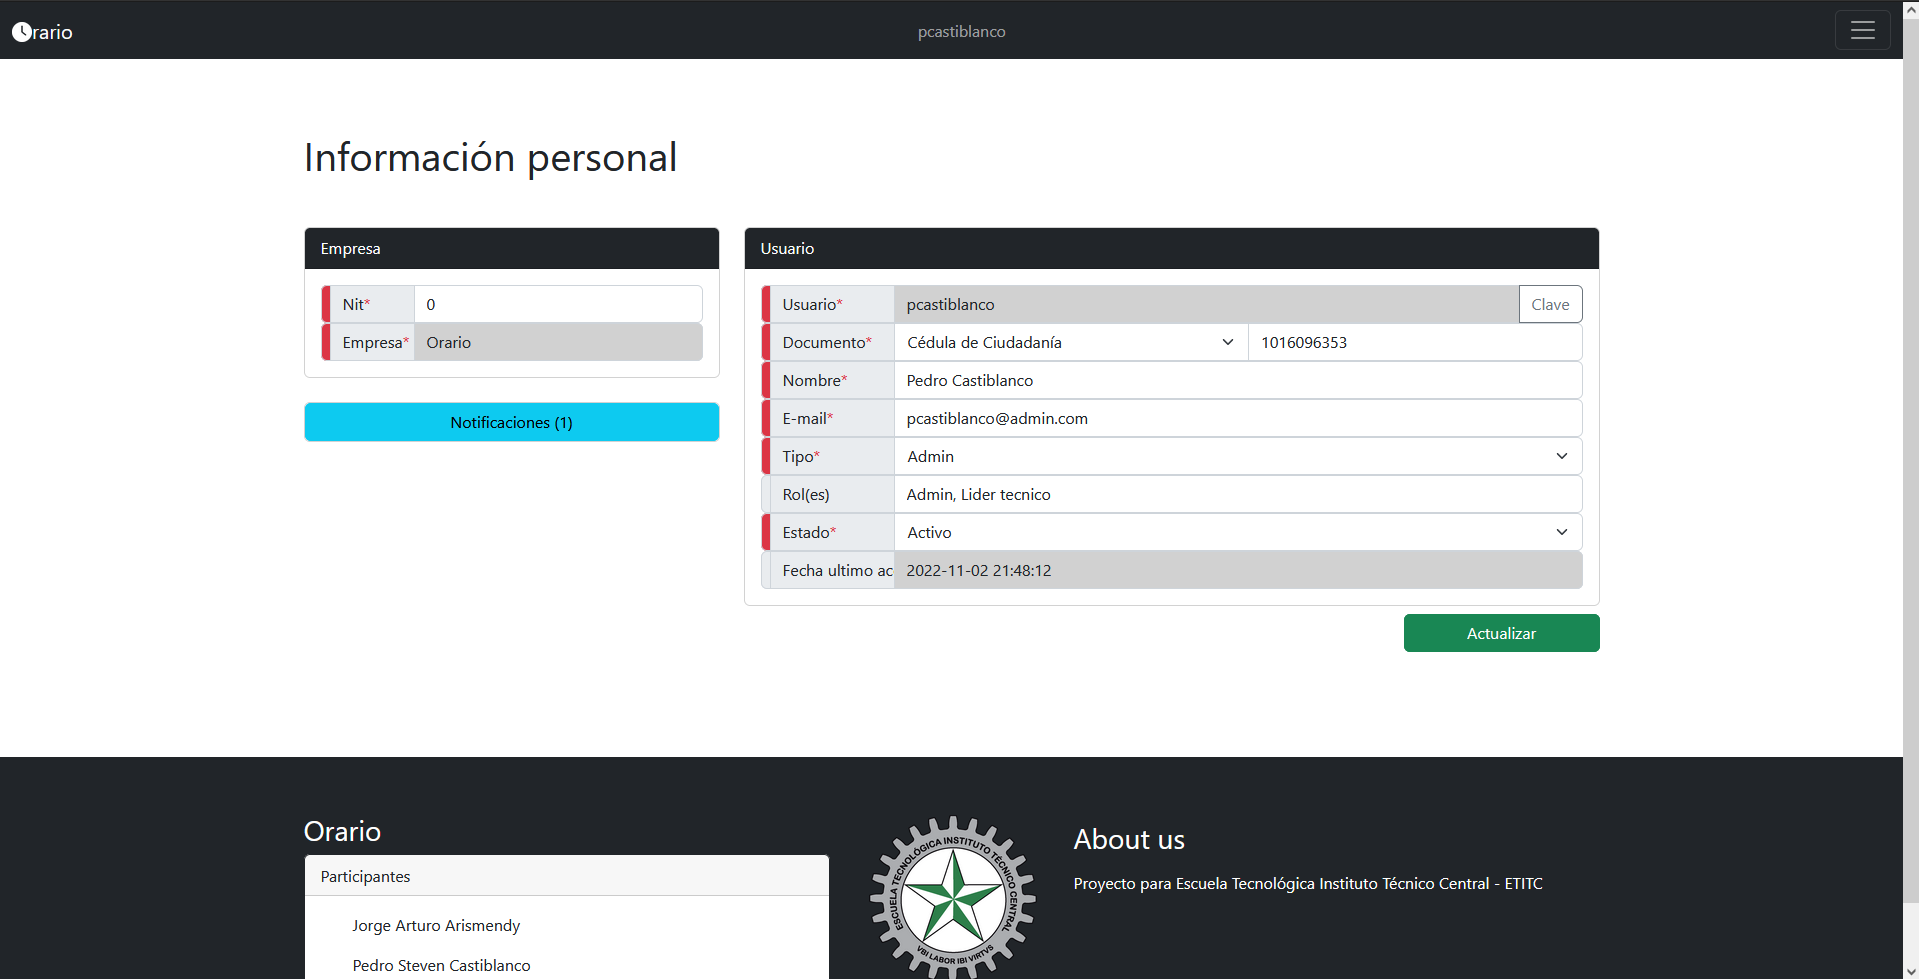 Orario
pcastiblanco
Información personal
Empresa
Nit* 0
Empresa* Orario
Notificaciones (1)
Usuario
Usuario* pcastiblanco Clave
Documento* Cédula de Ciudadanía 1016096353
Nombre* Pedro Castiblanco
E-mail* pcastiblanco@admin.com
Tipo* Admin
Rol(es) Admin, Lider tecnico
Estado* Activo
Fecha ultimo ac 2022-11-02 21:48:12
Actualizar
Orario
Participantes
Jorge Arturo Arismendy
Pedro Steven Castiblanco
ESCUELA TECNOLÓGICA INSTITUTO TÉCNICO CENTRAL
VBI LABOR IBI VIRTVS
About us
Proyecto para Escuela Tecnológica Instituto Técnico Central - ETITC